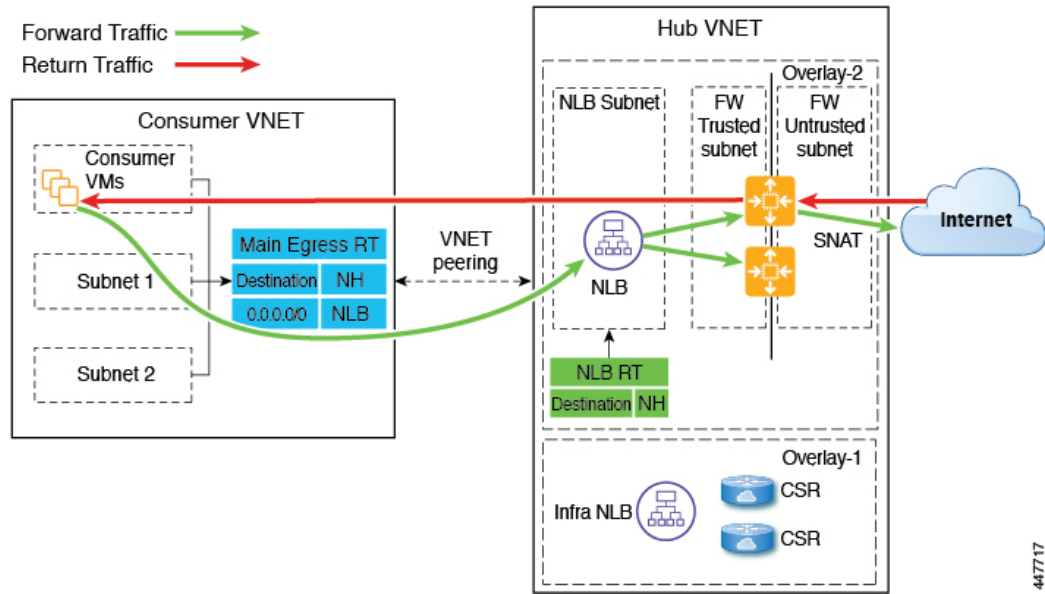 Forward Traffic
Return Traffic
Hub VNET
Overlay-2
NLB Subnet
FW
Trusted
subnet
FW
Untrusted
subnet
Consumer VNET
Consumer
VMs
Main Egress RT
Destination NH
0.0.0.0/0 NLB
Subnet 1
Subnet 2
VNET
peering
NLB
SNAT
Internet
NLB RT
Destination NH
Overlay-1
Infra NLB
CSR
CSR
447717